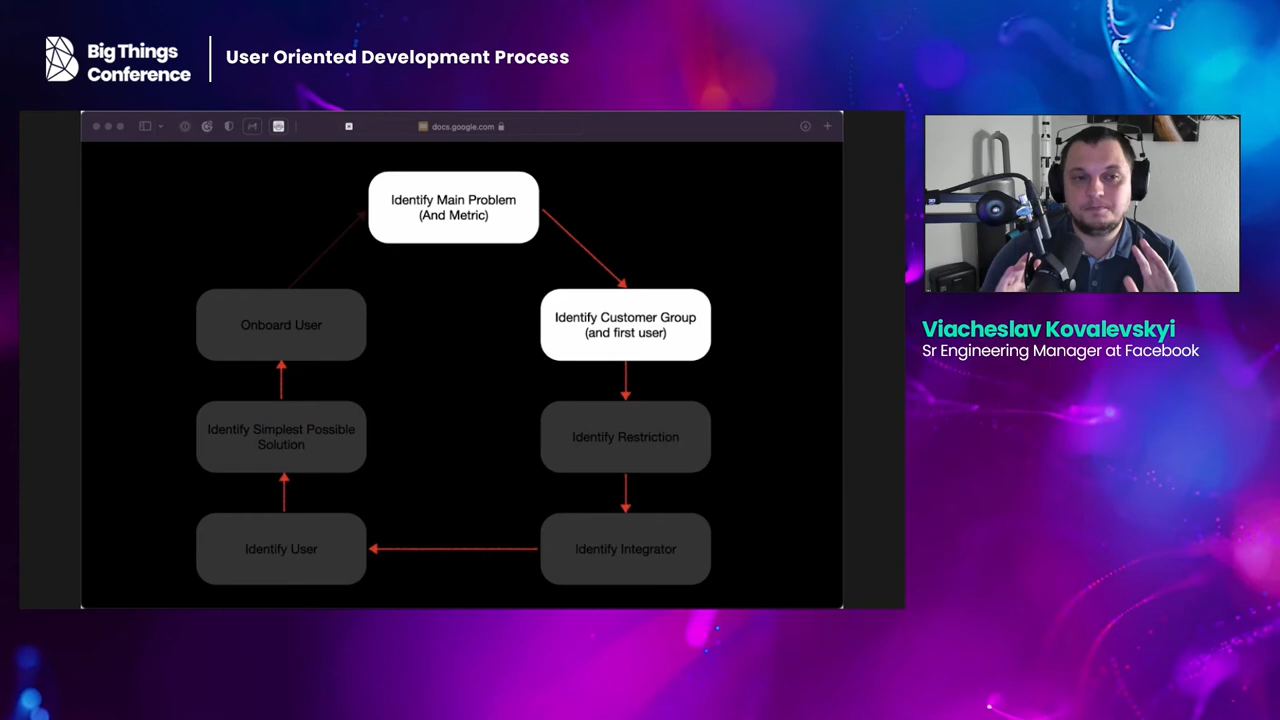 Big Things
Conference
User Oriented Development Process
docs.google.com
Identify Main Problem
(And Metric)
Onboard User
Identify Customer Group
(and first user)
Identify Simplest Possible
Solution
Identify Restriction
Identify User
Identify Integrator
Viacheslav Kovalevskyi
Sr Engineering Manager at Facebook